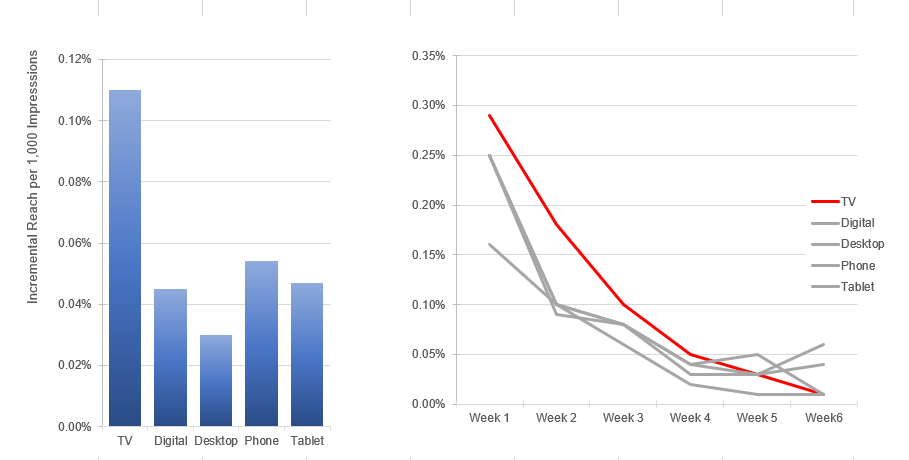 Incremental Reach per 1,000 Impresssions
0.12%
0.10%
0.08%
0.06%
0.04%
0.02%
0.00%
TV Digital Desktop Phone Tablet
0.35%
0.30%
0.25%
0.20%
0.15%
0.10%
0.05%
0.00%
Week 1 Week 2 Week 3 Week 4 Week 5 Week6
TV
Digital
Desktop
Phone
Tablet